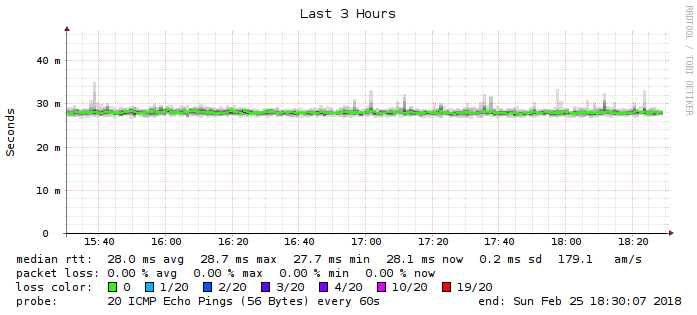 Last 3 Hours
RRDTOOL / TOBI OETIKER
Seconds
40 m
30 m
20 m
10 m
0
15:40 16:00 16:20 16:40 17:00 17:20 17:40 18:00 18:20
median rtt: 28.0 ms avg 28.7 ms max 27.7 ms min 28.1 ms now 0.2 ms sd 179.1 am/s
packet loss: 0.00 % avg 0.00 % max 0.00 % min 0.00 % now
loss color: 0 1/20 2/20 3/20 4/20 10/20 19/20
probe: 20 ICMP Echo Pings (56 Bytes) every 60s end: Sun Feb 25 18:30:07 2018